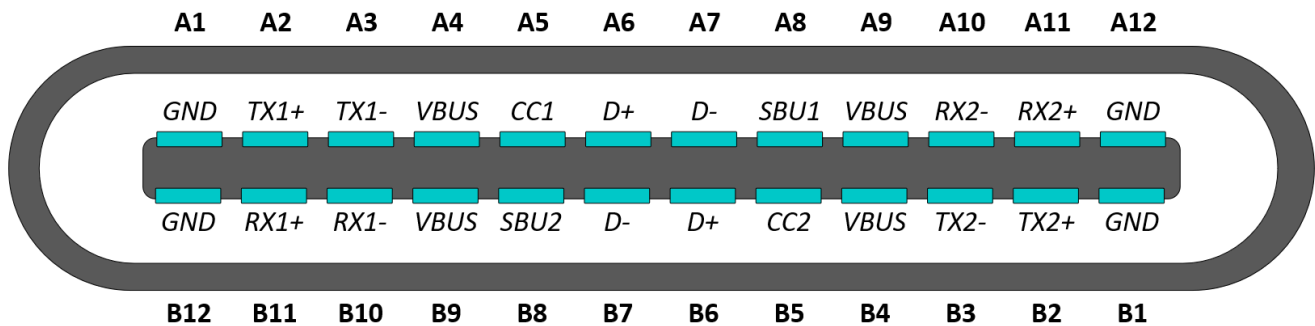 A1 A2 A3 A4 A5 A6 A7 A8 A9 A10 A11 A12
GND TX1+ TX1- VBUS CC1 D+ D- SBU1 VBUS RX2- RX2+ GND
GND RX1+ RX1- VBUS SBU2 D- D+ CC2 VBUS TX2- TX2+ GND
B12 B11 B10 B9 B8 B7 B6 B5 B4 B3 B2 B1